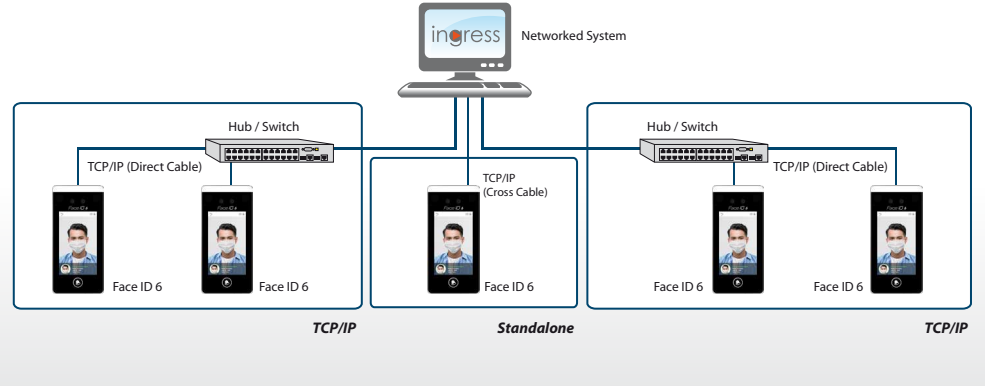 ingress
Networked System
Hub / Switch
TCP/IP (Direct Cable)
Face ID 6
Face ID 6
TCP/IP
TCP/IP
(Cross Cable)
Face ID 6
Standalone
Hub / Switch
TCP/IP (Direct Cable)
Face ID 6
Face ID 6
TCP/IP